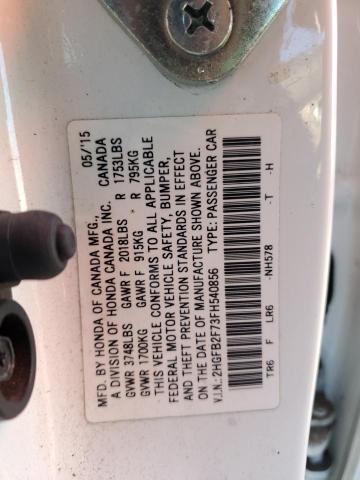 MFD. BY HONDA OF CANADA MFG., 05/'15
A DIVISION OF HONDA CANADA INC. CANADA
GVWR 3748LBS GAWR F 2018LBS R 1753LBS
GVWR 1700KG GAWR F 915KG R 795KG
THIS VEHICLE CONFORMS TO ALL APPLICABLE
FEDERAL MOTOR VEHICLE SAFETY, BUMPER,
AND THEFT PREVENTION STANDARDS IN EFFECT
ON THE DATE OF MANUFACTURE SHOWN ABOVE.
V.I.N.: 2HGFB2F73FH540856 TYPE: PASSENGER CAR
TR6 F LR6 -NH578 -T -H